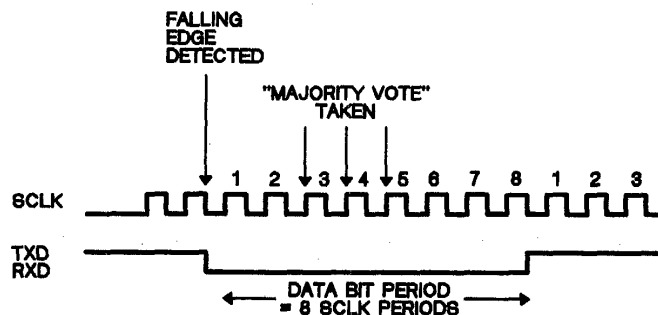 FALLING
EDGE
DETECTED
"MAJORITY VOTE"
TAKEN
1 2 3 4 5 6 7 8 1 2 3
SCLK
TXD
RXD
DATA BIT PERIOD
= 8 SCLK PERIODS